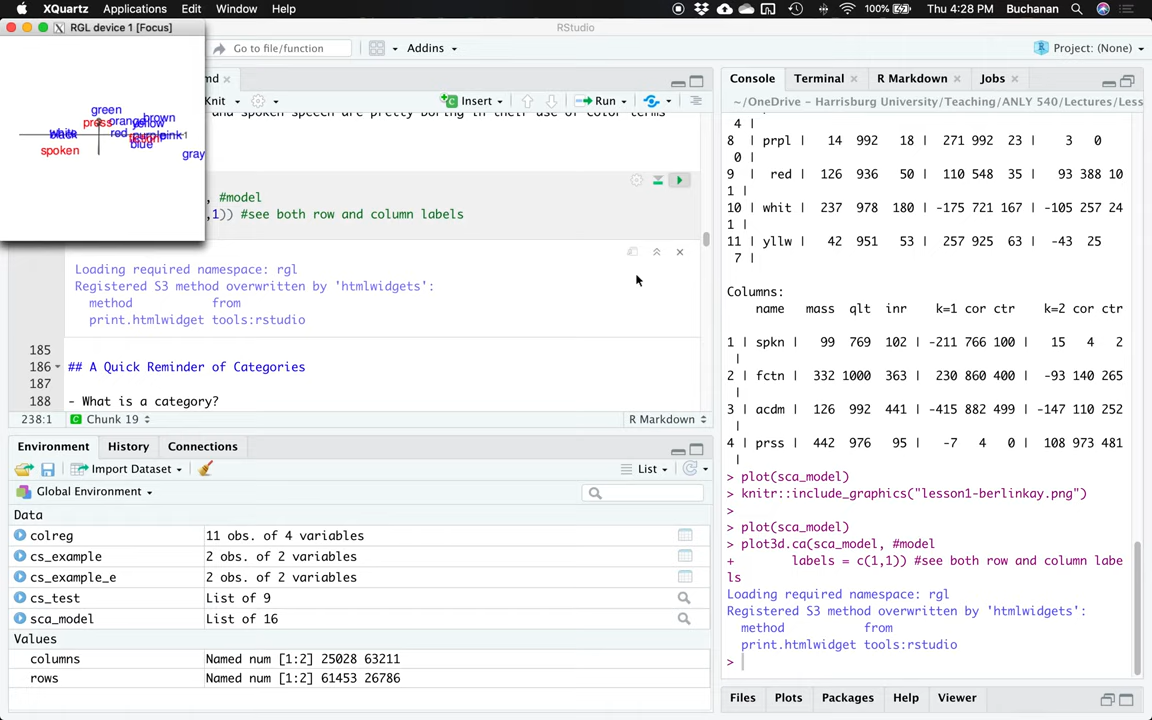 XQuartz Applications Edit Window Help 100% Thu 4:28 PM Buchanan
RGL device 1 [Focus]
RStudio
Go to file/function Addins Project: (None)
green
press orange brown
yellow
white black red purple pink 1
blue
spoken
gray
md
Knit Insert Run
and spoken speech are pretty boring in their use of color terms
, #model
,1)) #see both row and column labels
Loading required namespace: rgl
Registered S3 method overwritten by 'htmlwidgets':
method from
print.htmlwidget tools:rstudio
185
186 ## A Quick Reminder of Categories
187
188 - What is a category?
238:1 Chunk 19 R Markdown
Environment History Connections
Import Dataset List
Global Environment
Data
colreg 11 obs. of 4 variables
cs_example 2 obs. of 2 variables
cs_example_e 2 obs. of 2 variables
cs_test List of 9
sca_model List of 16
Values
columns Named num [1:2] 25028 63211
rows Named num [1:2] 61453 26786
Console Terminal R Markdown Jobs
~/OneDrive - Harrisburg University/Teaching/ANLY 540/Lectures/Less
4 |
8 | prpl | 14 992 18 | 271 992 23 | 3 0
0 |
9 | red | 126 936 50 | 110 548 35 | 93 388 10
1 |
10 | whit | 237 978 180 | -175 721 167 | -105 257 24
1 |
11 | yllw | 42 951 53 | 257 925 63 | -43 25
7 |
Columns:
name mass qlt inr k=1 cor ctr k=2 cor ctr
1 | spkn | 99 769 102 | -211 766 100 | 15 4 2
|
2 | fctn | 332 1000 363 | 230 860 400 | -93 140 265
|
3 | acdm | 126 992 441 | -415 882 499 | -147 110 252
|
4 | prss | 442 976 95 | -7 4 0 | 108 973 481
|
> plot(sca_model)
> knitr::include_graphics("lesson1-berlinkay.png")
>
> plot(sca_model)
> plot3d.ca(sca_model, #model
+ labels = c(1,1)) #see both row and column labe
ls
Loading required namespace: rgl
Registered S3 method overwritten by 'htmlwidgets':
method from
print.htmlwidget tools:rstudio
>
Files Plots Packages Help Viewer